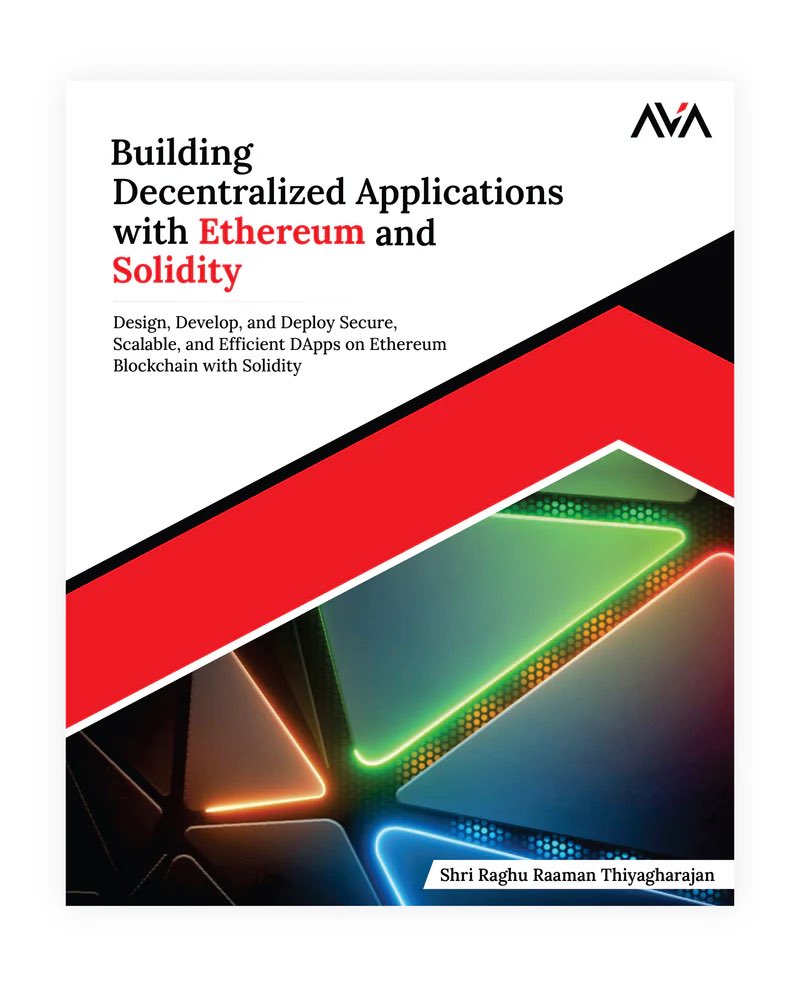 AVA
Building
Decentralized Applications
with Ethereum and
Solidity
Design, Develop, and Deploy Secure,
Scalable, and Efficient DApps on Ethereum
Blockchain with Solidity
Shri Raghu Raaman Thiyagharajan